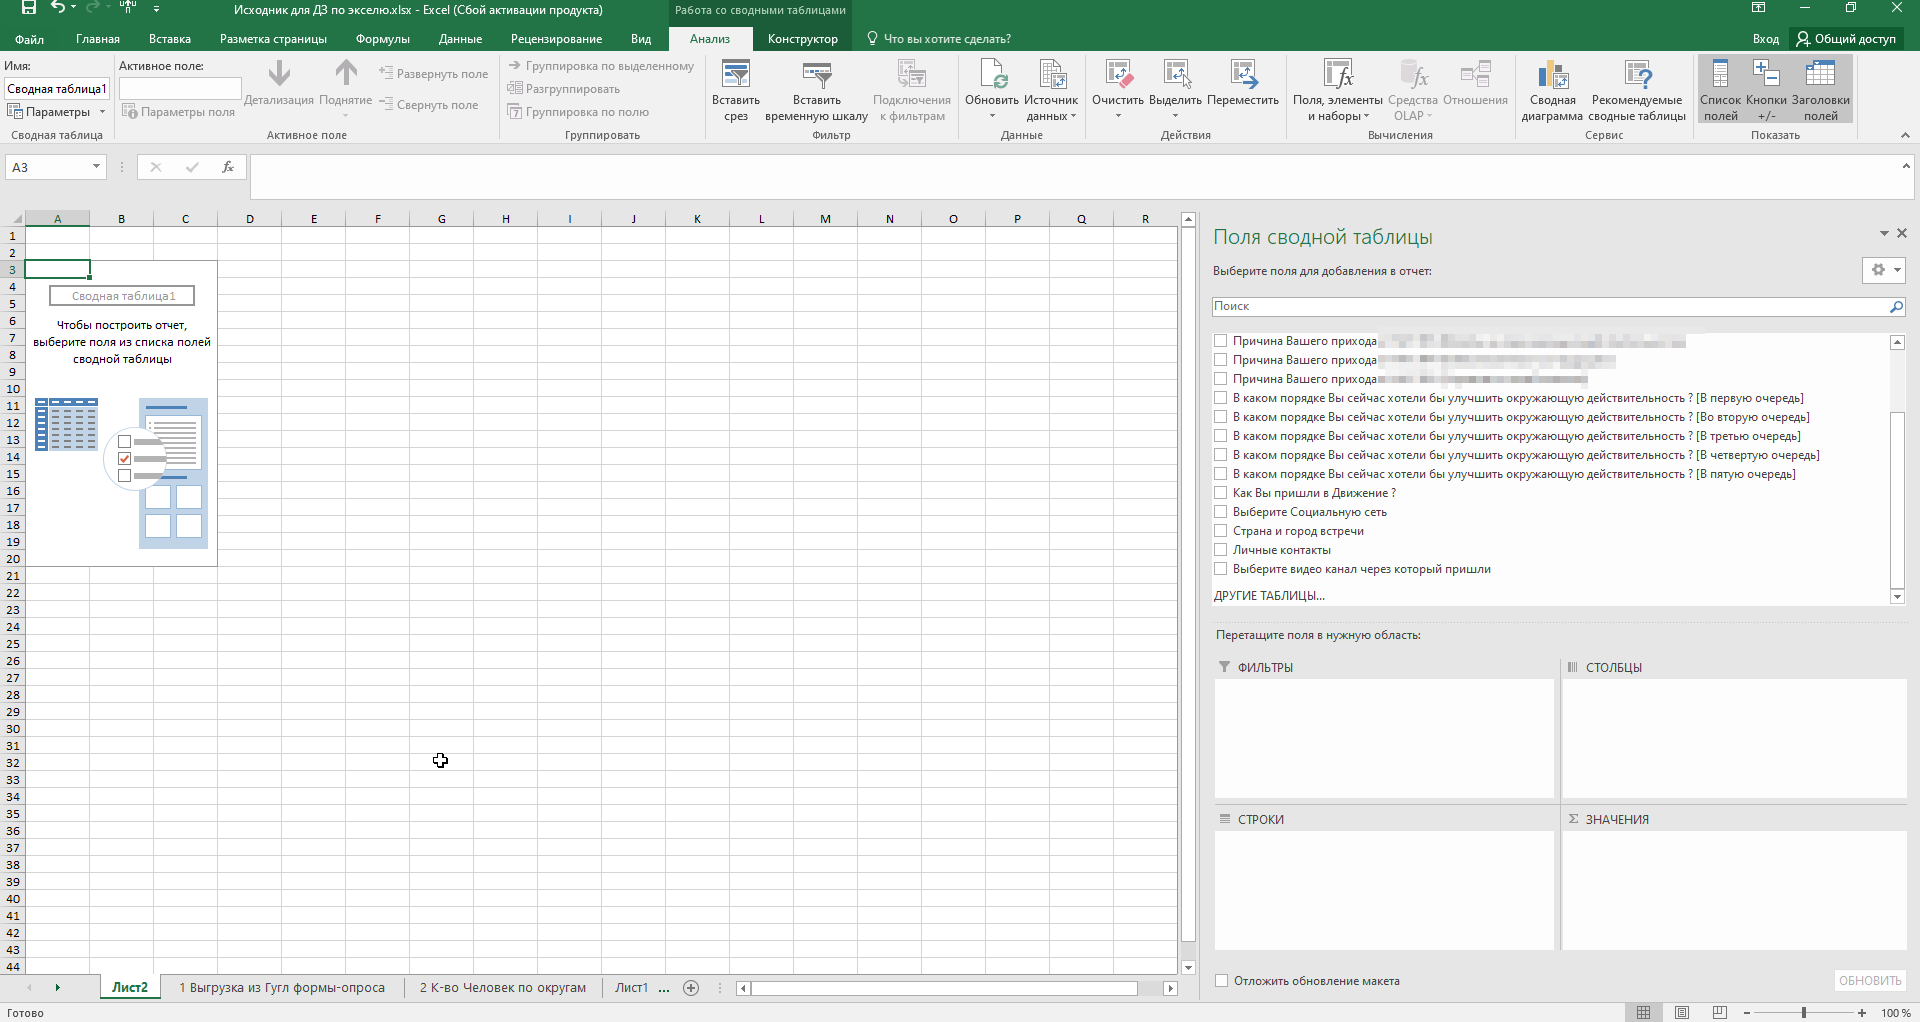 Исходник для ДЗ по экселю.xlsx - Excel (Сбой активации продукта)
Работа со сводными таблицами
Файл
Главная
Вставка
Разметка страницы
Формулы
Данные
Рецензирование
Вид
Анализ
Конструктор
Что вы хотите сделать?
Вход
Общий доступ
Имя:
Сводная таблица1
Параметры
Сводная таблица
Активное поле:
Параметры поля
Детализация
Поднятие
Развернуть поле
Свернуть поле
Активное поле
Группировка по выделенному
Разгруппировать
Группировка по полю
Группировать
Вставить срез
Вставить временную шкалу
Подключения к фильтрам
Фильтр
Обновить
Источник данных
Данные
Очистить
Выделить
Переместить
Действия
Поля, элементы и наборы
Средства OLAP
Отношения
Вычисления
Сводная диаграмма
Рекомендуемые сводные таблицы
Сервис
Список полей
Кнопки +/-
Заголовки полей
Показать
A3
fx
A B C D E F G H I J K L M N O P Q R
1
2
3
4
5
6
7
8
9
10
11
12
13
14
15
16
17
18
19
20
21
22
23
24
25
26
27
28
29
30
31
32
33
34
35
36
37
38
39
40
41
42
43
44
Сводная таблица1
Чтобы построить отчет,
выберите поля из списка полей
сводной таблицы
Поля сводной таблицы
Выберите поля для добавления в отчет:
Поиск
Причина Вашего прихода
Причина Вашего прихода
Причина Вашего прихода
В каком порядке Вы сейчас хотели бы улучшить окружающую действительность ? [В первую очередь]
В каком порядке Вы сейчас хотели бы улучшить окружающую действительность ? [Во вторую очередь]
В каком порядке Вы сейчас хотели бы улучшить окружающую действительность ? [В третью очередь]
В каком порядке Вы сейчас хотели бы улучшить окружающую действительность ? [В четвертую очередь]
В каком порядке Вы сейчас хотели бы улучшить окружающую действительность ? [В пятую очередь]
Как Вы пришли в Движение ?
Выберите Социальную сеть
Страна и город встречи
Личные контакты
Выберите видео канал через который пришли
ДРУГИЕ ТАБЛИЦЫ...
Перетащите поля в нужную область:
ФИЛЬТРЫ
СТОЛБЦЫ
СТРОКИ
Σ ЗНАЧЕНИЯ
Отложить обновление макета
ОБНОВИТЬ
Лист2
1 Выгрузка из Гугл формы-опроса
2 К-во Человек по округам
Лист1 ...
Готово
100 %